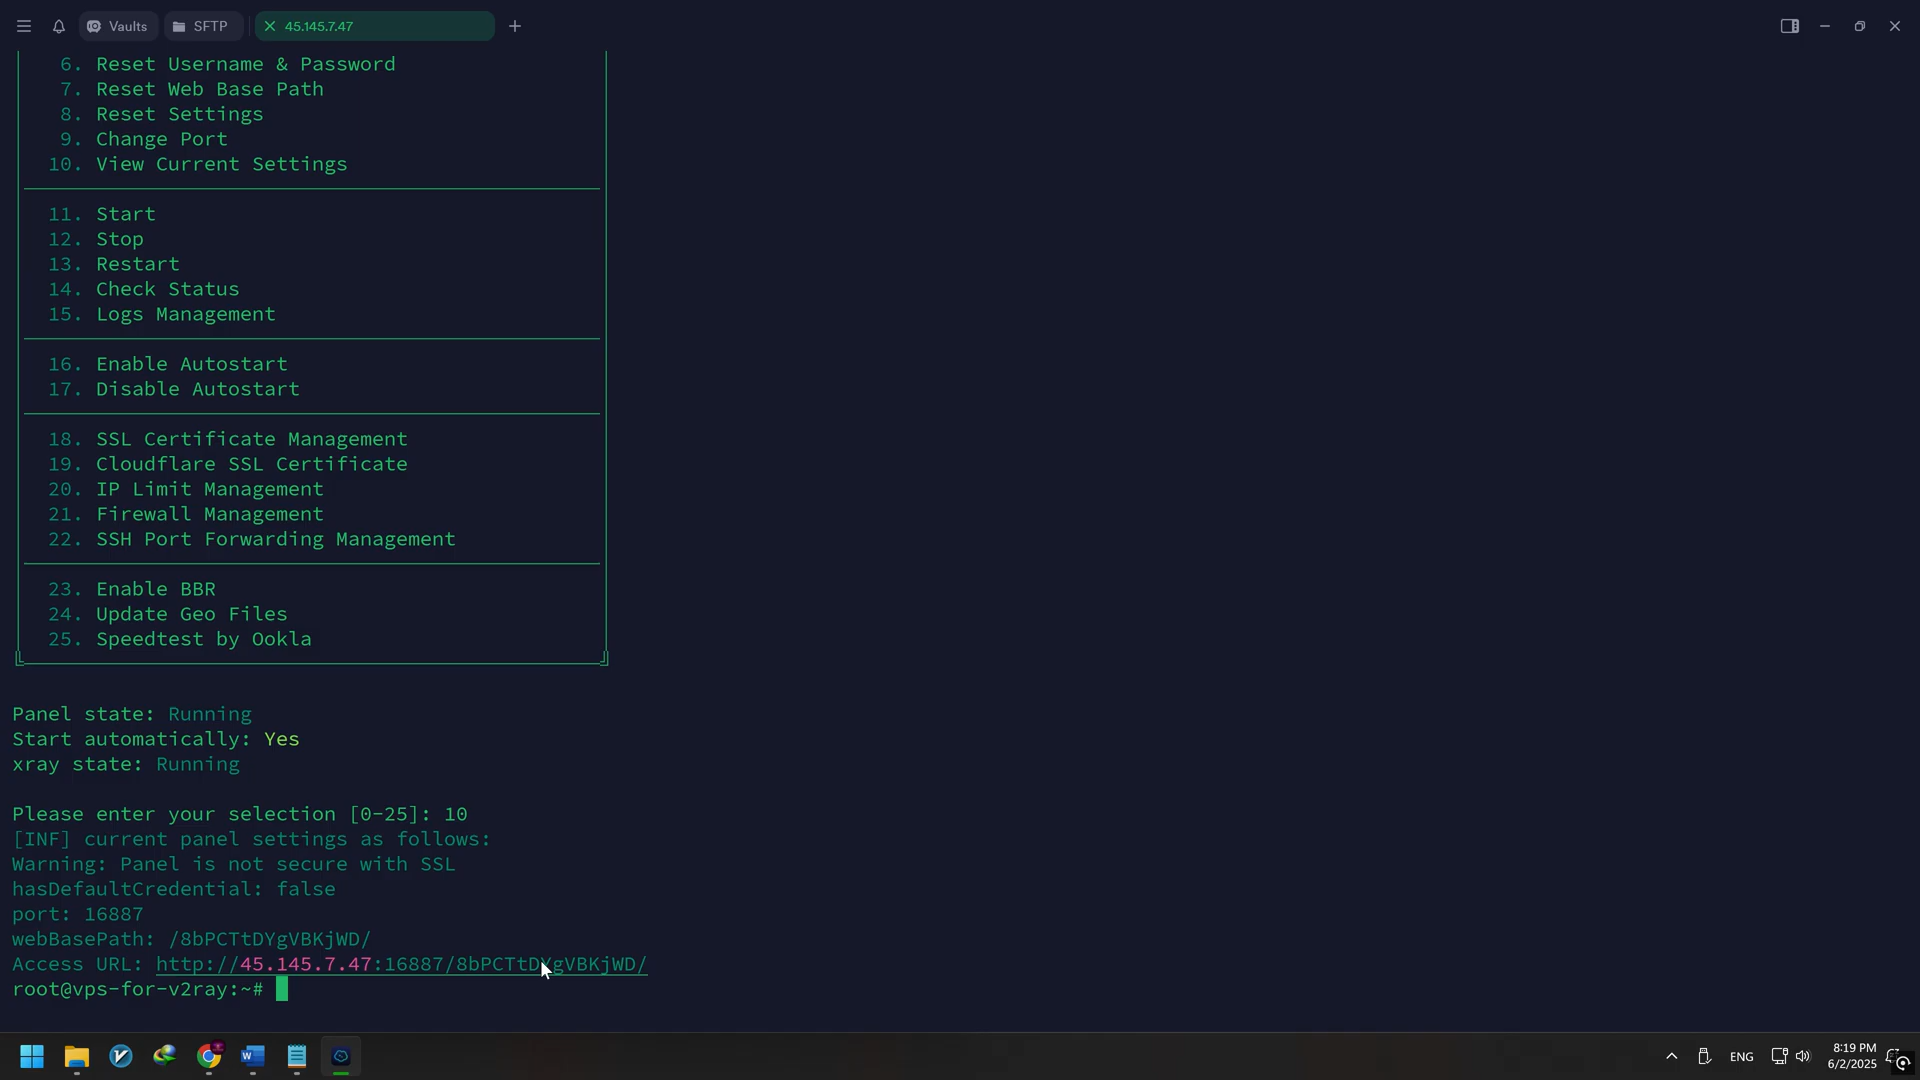 Vaults
SFTP
45.145.7.47
6. Reset Username & Password
7. Reset Web Base Path
8. Reset Settings
9. Change Port
10. View Current Settings
11. Start
12. Stop
13. Restart
14. Check Status
15. Logs Management
16. Enable Autostart
17. Disable Autostart
18. SSL Certificate Management
19. Cloudflare SSL Certificate
20. IP Limit Management
21. Firewall Management
22. SSH Port Forwarding Management
23. Enable BBR
24. Update Geo Files
25. Speedtest by Ookla
Panel state: Running
Start automatically: Yes
xray state: Running
Please enter your selection [0-25]: 10
[INF] current panel settings as follows:
Warning: Panel is not secure with SSL
hasDefaultCredential: false
port: 16887
webBasePath: /8bPCTtDYgVBKjWD/
Access URL: http://45.145.7.47:16887/8bPCTtDYgVBKjWD/
root@vps-for-v2ray:~#
ENG
8:19 PM
6/2/2025